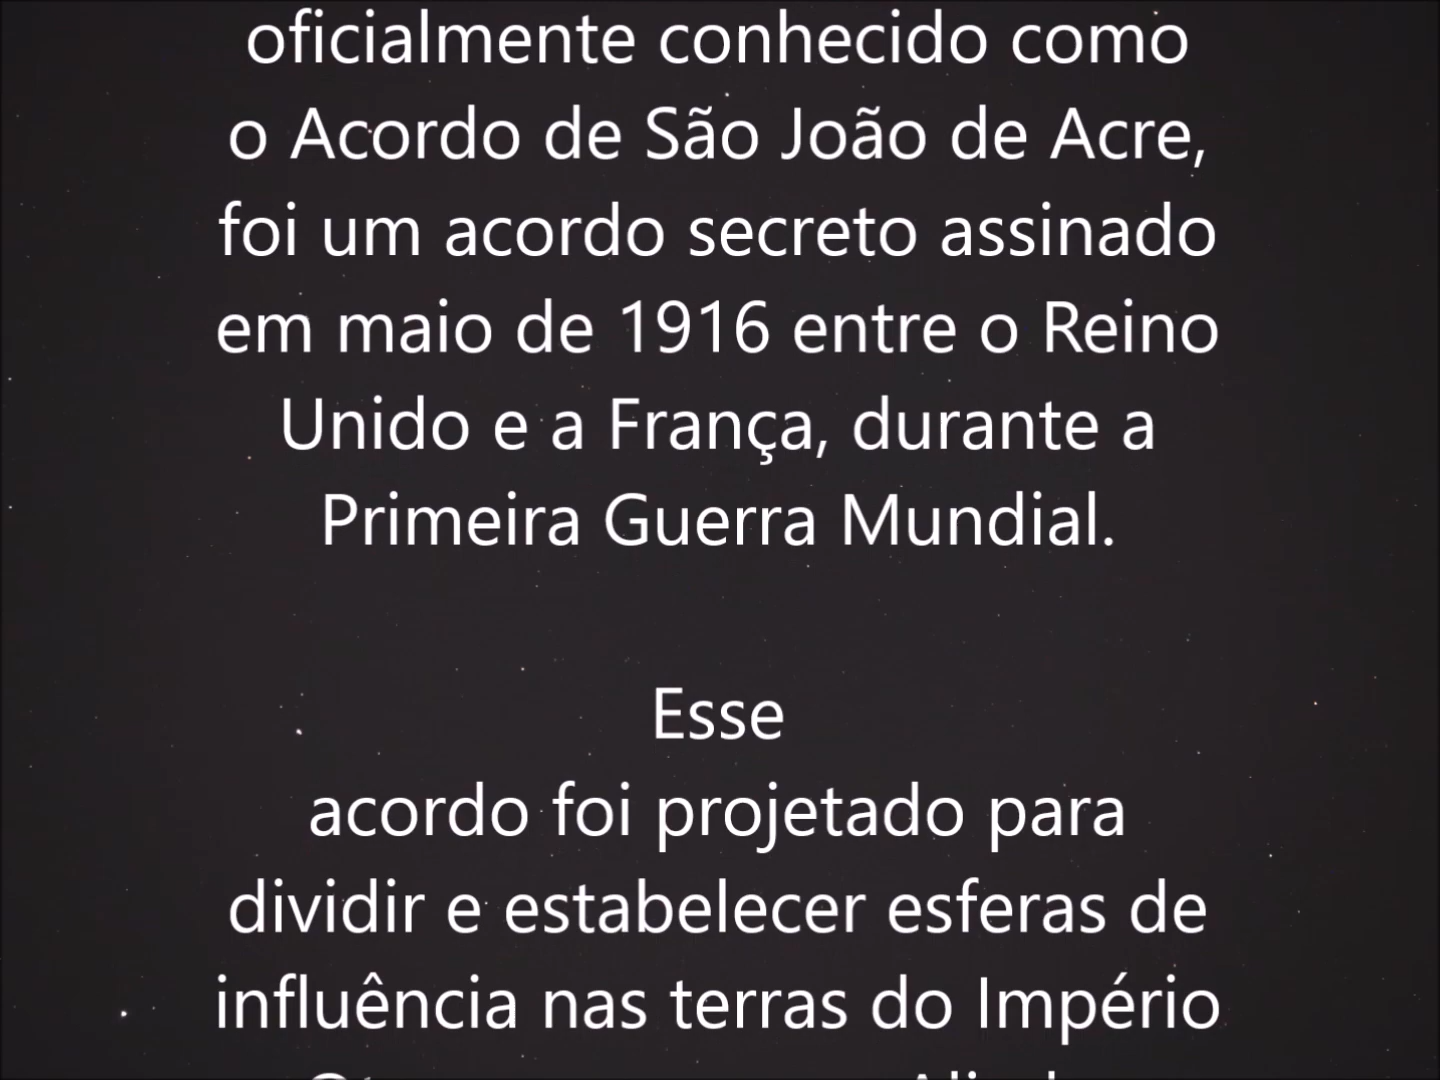 oficialmente conhecido como
o Acordo de São João de Acre,
foi um acordo secreto assinado
em maio de 1916 entre o Reino
Unido e a França, durante a
Primeira Guerra Mundial.
Esse
acordo foi projetado para
dividir e estabelecer esferas de
influência nas terras do Império